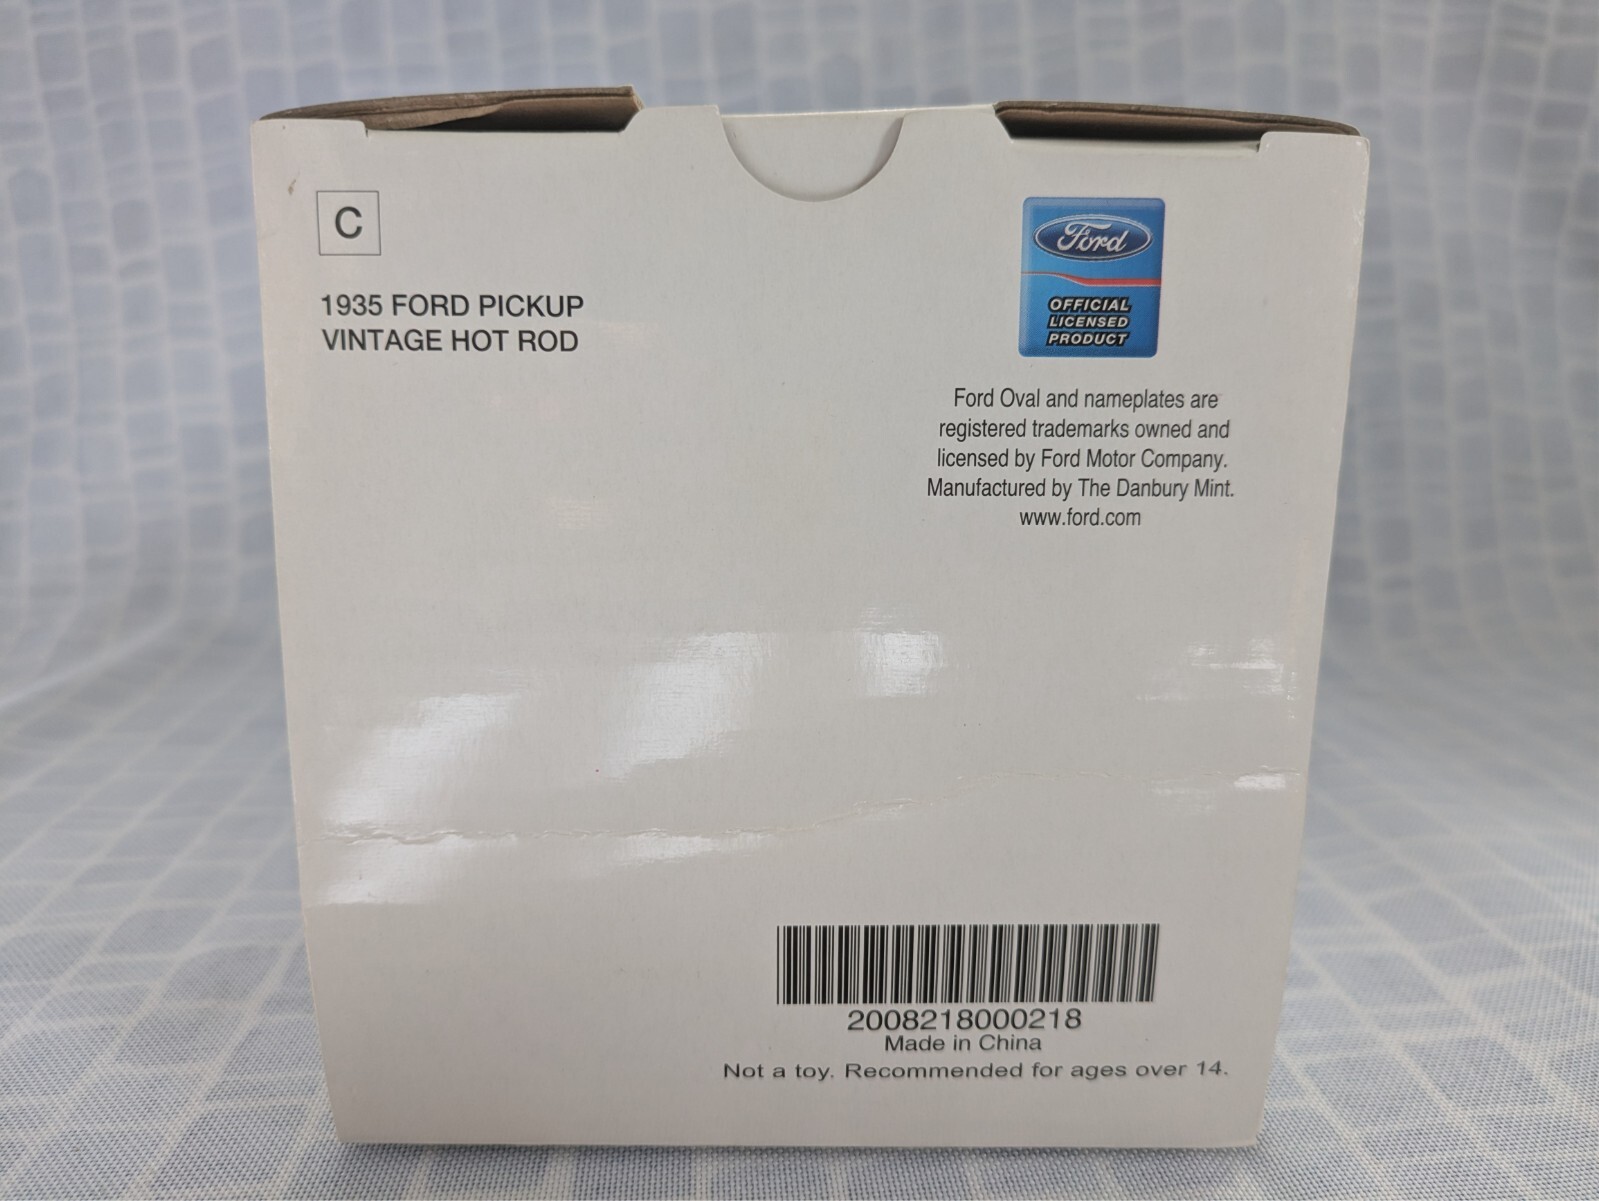 C
1935 FORD PICKUP
VINTAGE HOT ROD
Ford
OFFICIAL
LICENSED
PRODUCT
Ford Oval and nameplates are
registered trademarks owned and
licensed by Ford Motor Company.
Manufactured by The Danbury Mint.
www.ford.com
2008218000218
Made in China
Not a toy. Recommended for ages over 14.